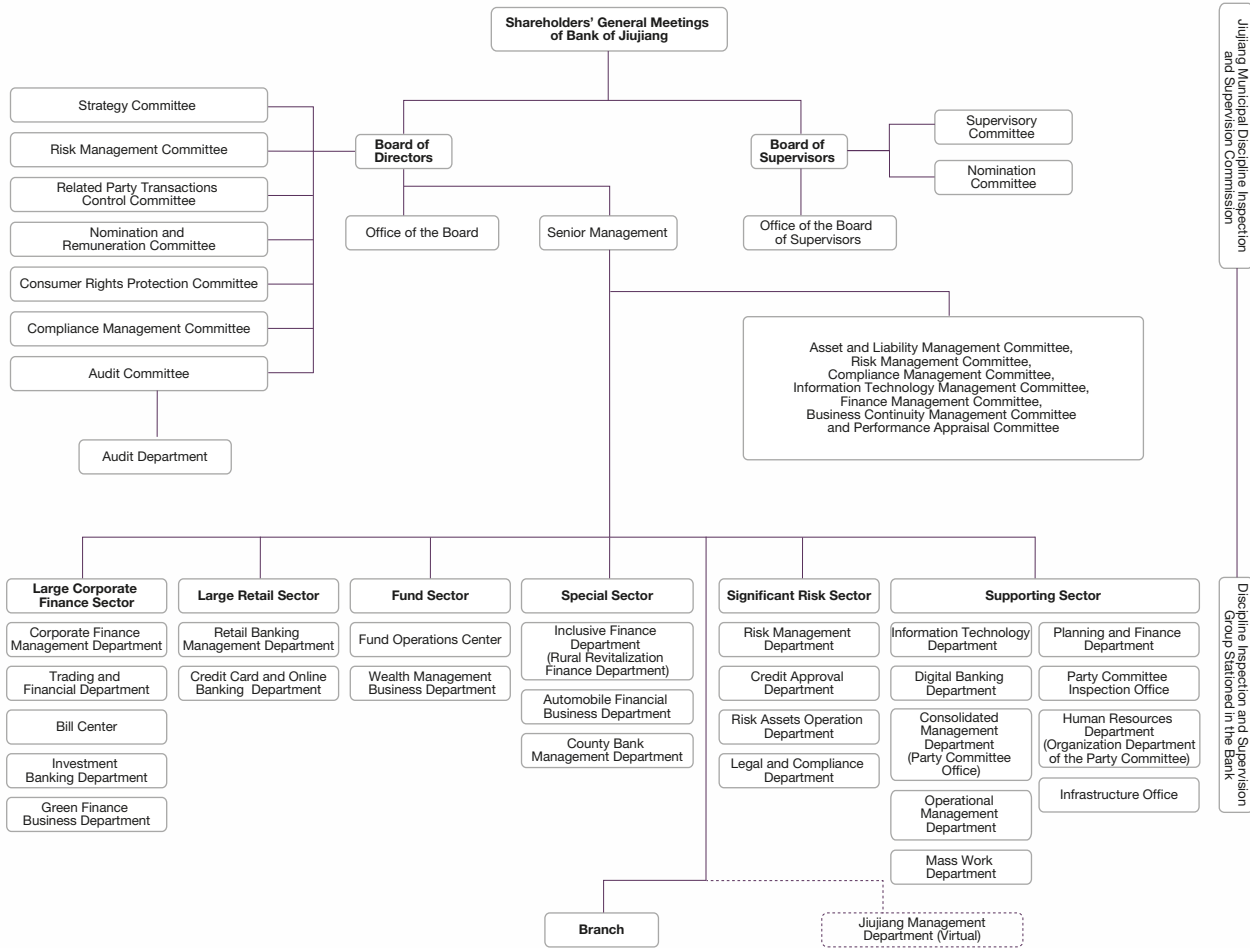 Shareholders' General Meetings
of Bank of Jiujiang
Strategy Committee
Risk Management Committee
Related Party Transactions
Control Committee
Nomination and
Remuneration Committee
Consumer Rights Protection Committee
Compliance Management Committee
Audit Committee
Audit Department
Board of
Directors
Office of the Board
Senior Management
Board of
Supervisors
Supervisory
Committee
Nomination
Committee
Office of the Board
of Supervisors
Asset and Liability Management Committee,
Risk Management Committee,
Compliance Management Committee,
Information Technology Management Committee,
Finance Management Committee,
Business Continuity Management Committee
and Performance Appraisal Committee
Large Corporate
Finance Sector
Corporate Finance
Management Department
Trading and
Financial Department
Bill Center
Investment
Banking Department
Green Finance
Business Department
Large Retail Sector
Retail Banking
Management Department
Credit Card and Online
Banking Department
Fund Sector
Fund Operations Center
Wealth Management
Business Department
Special Sector
Inclusive Finance
Department
(Rural Revitalization
Finance Department)
Automobile Financial
Business Department
County Bank
Management Department
Significant Risk Sector
Risk Management
Department
Credit Approval
Department
Risk Assets Operation
Department
Legal and Compliance
Department
Supporting Sector
Information Technology
Department
Digital Banking
Department
Consolidated
Management
Department
(Party Committee
Office)
Operational
Management
Department
Mass Work
Department
Planning and Finance
Department
Party Committee
Inspection Office
Human Resources
Department
(Organization Department
of the Party Committee)
Infrastructure Office
Branch
Jiujiang Management
Department (Virtual)
Jiujiang Municipal Discipline Inspection
and Supervision Commission
Discipline Inspection and Supervision
Group Stationed in the Bank